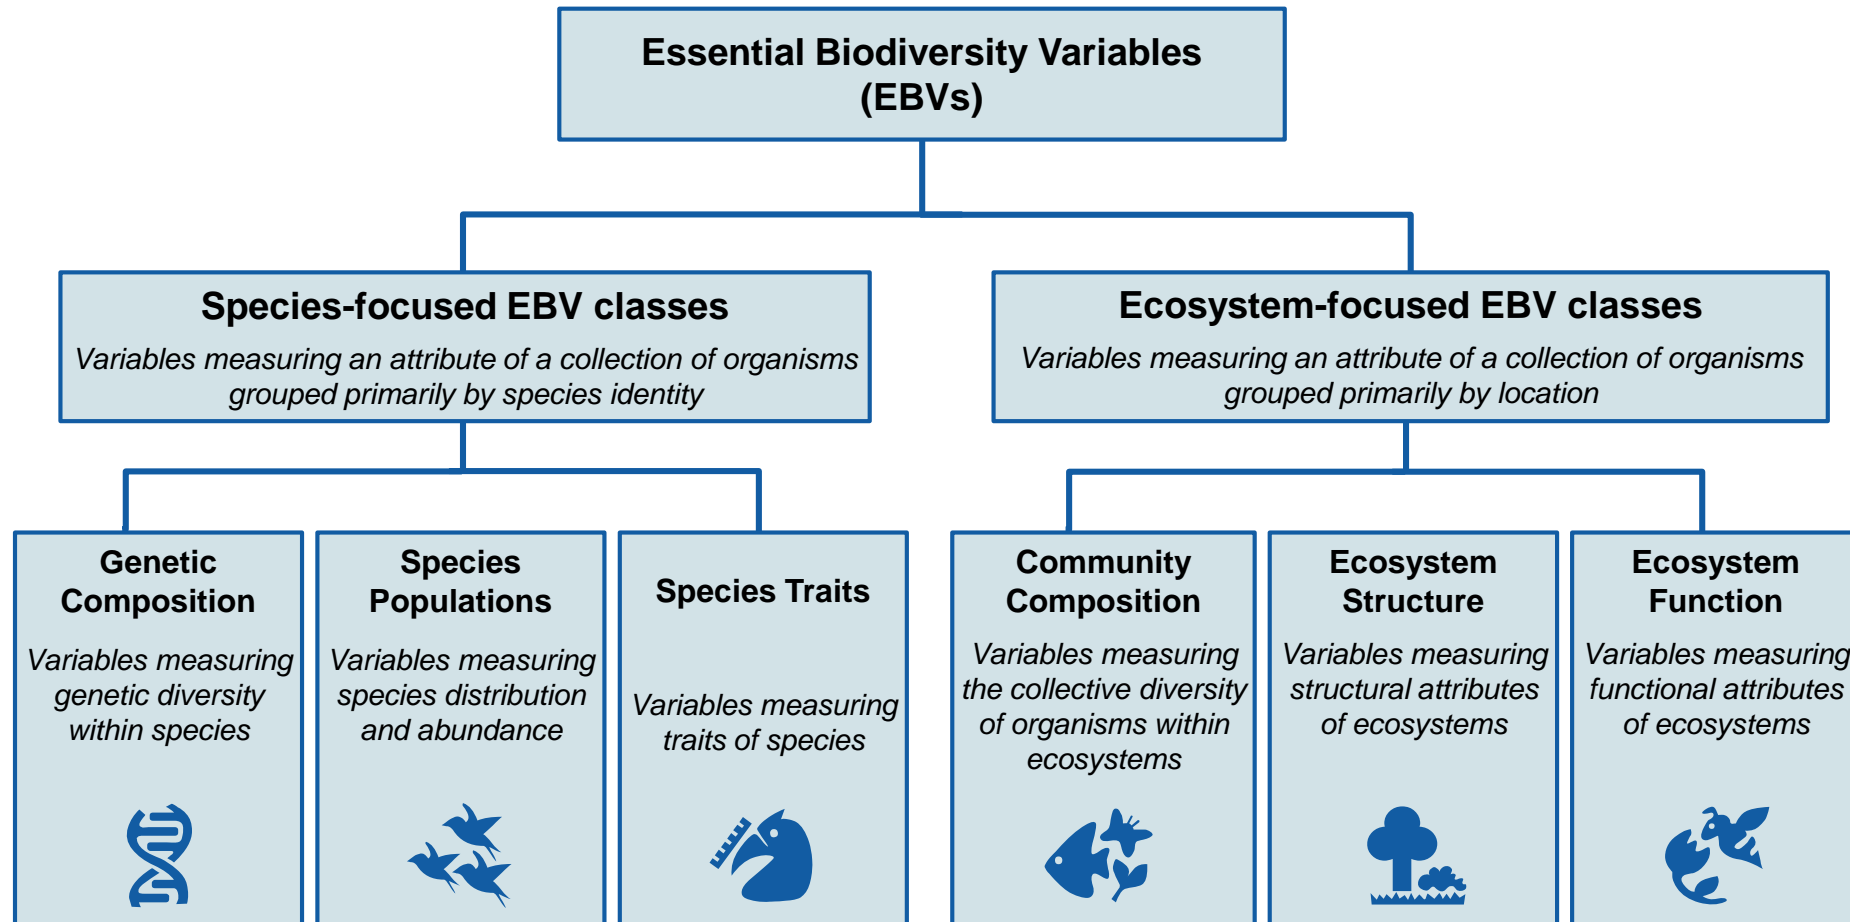 Essential Biodiversity Variables
(EBVs)
Species-focused EBV classes
Variables measuring an attribute of a collection of organisms
grouped primarily by species identity
Ecosystem-focused EBV classes
Variables measuring an attribute of a collection of organisms
grouped primarily by location
Genetic
Composition
Variables measuring
genetic diversity
within species
Species
Populations
Variables measuring
species distribution
and abundance
Species Traits
Variables measuring
traits of species
Community
Composition
Variables measuring
the collective diversity
of organisms within
ecosystems
Ecosystem
Structure
Variables measuring
structural attributes
of ecosystems
Ecosystem
Function
Variables measuring
functional attributes
of ecosystems